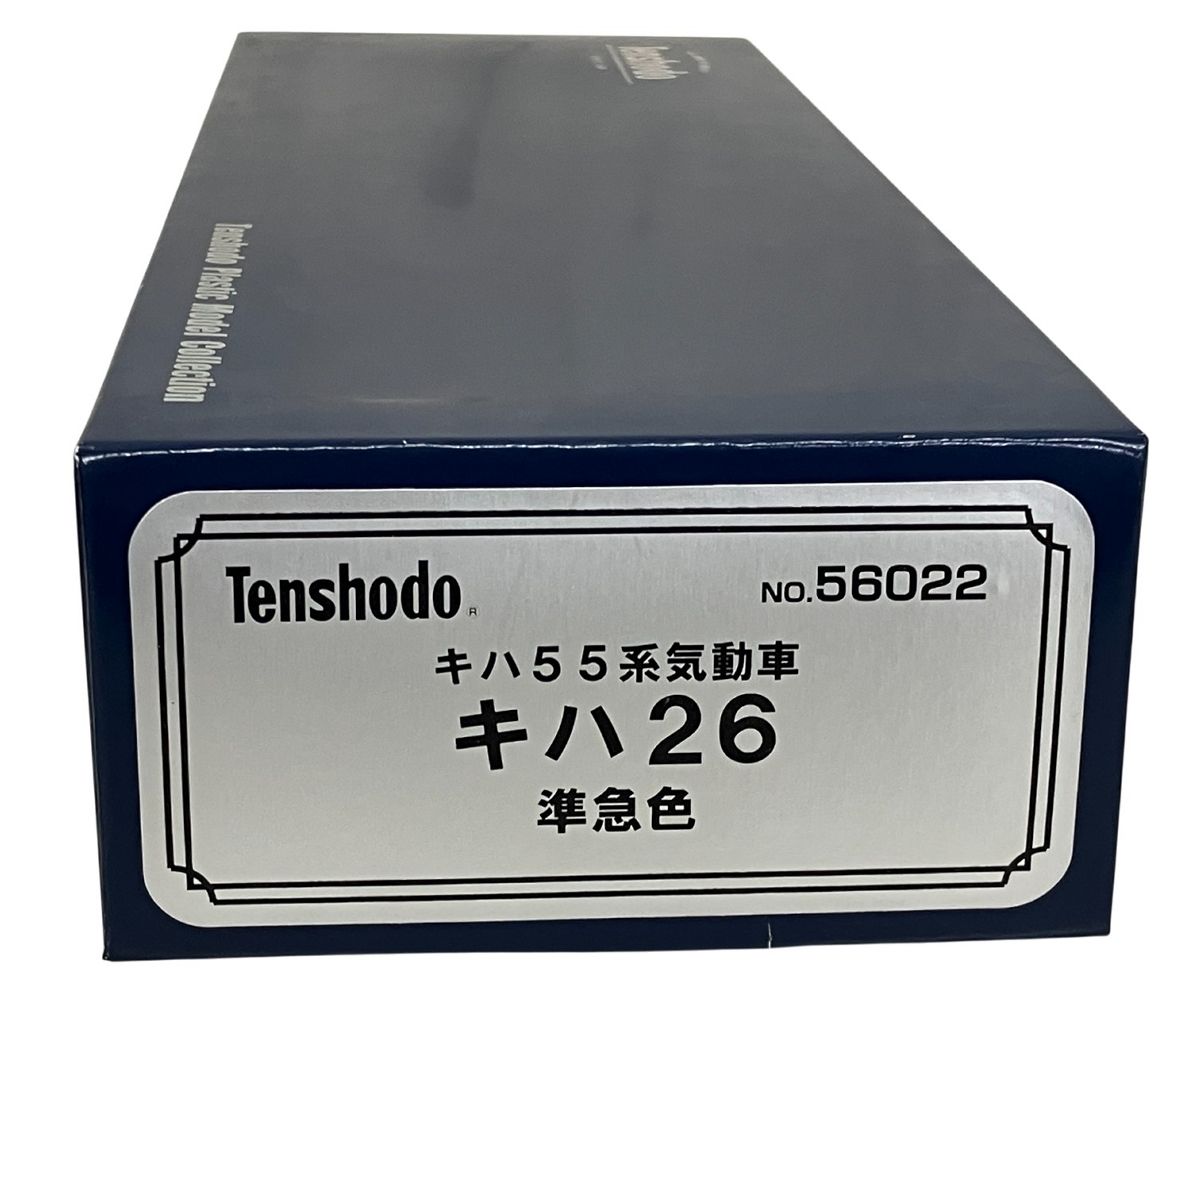 Tenshodo
Tenshodo Plastic Model Collection
Tenshodo® NO.56022
キハ55系気動車
キハ26
準急色